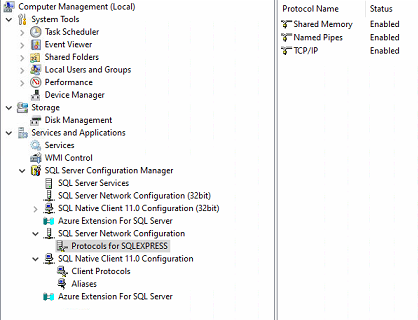 Computer Management (Local)
System Tools
Task Scheduler
Event Viewer
Shared Folders
Local Users and Groups
Performance
Device Manager
Storage
Disk Management
Services and Applications
Services
WMI Control
SQL Server Configuration Manager
SQL Server Services
SQL Server Network Configuration (32bit)
SQL Native Client 11.0 Configuration (32bit)
Azure Extension For SQL Server
SQL Server Network Configuration
Protocols for SQLEXPRESS
SQL Native Client 11.0 Configuration
Client Protocols
Aliases
Azure Extension For SQL Server
Protocol Name Status
Shared Memory Enabled
Named Pipes Enabled
TCP/IP Enabled